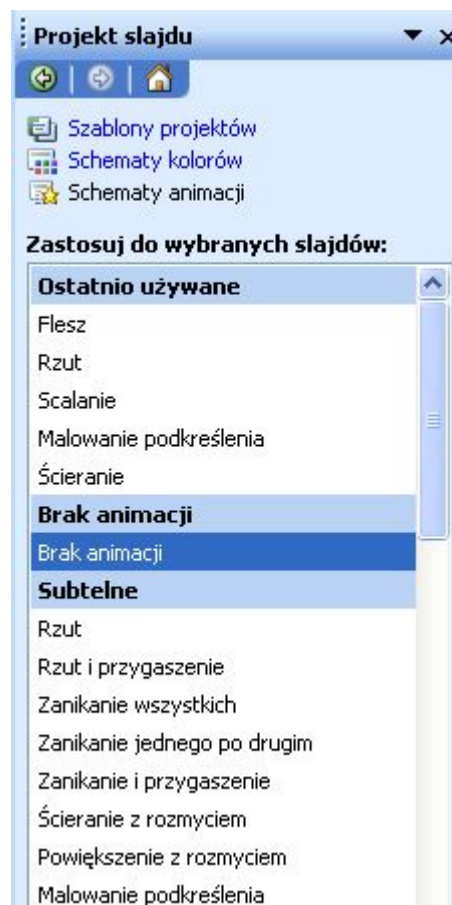 Projekt slajdu
Szablony projektów
Schematy kolorów
Schematy animacji
Zastosuj do wybranych slajdów:
Ostatnio używane
Flesz
Rzut
Scalanie
Malowanie podkreślenia
Ścieranie
Brak animacji
Brak animacji
Subtelne
Rzut
Rzut i przygaszenie
Zanikanie wszystkich
Zanikanie jednego po drugim
Zanikanie i przygaszenie
Ścieranie z rozmyciem
Powiększenie z rozmyciem
Malowanie podkreślenia